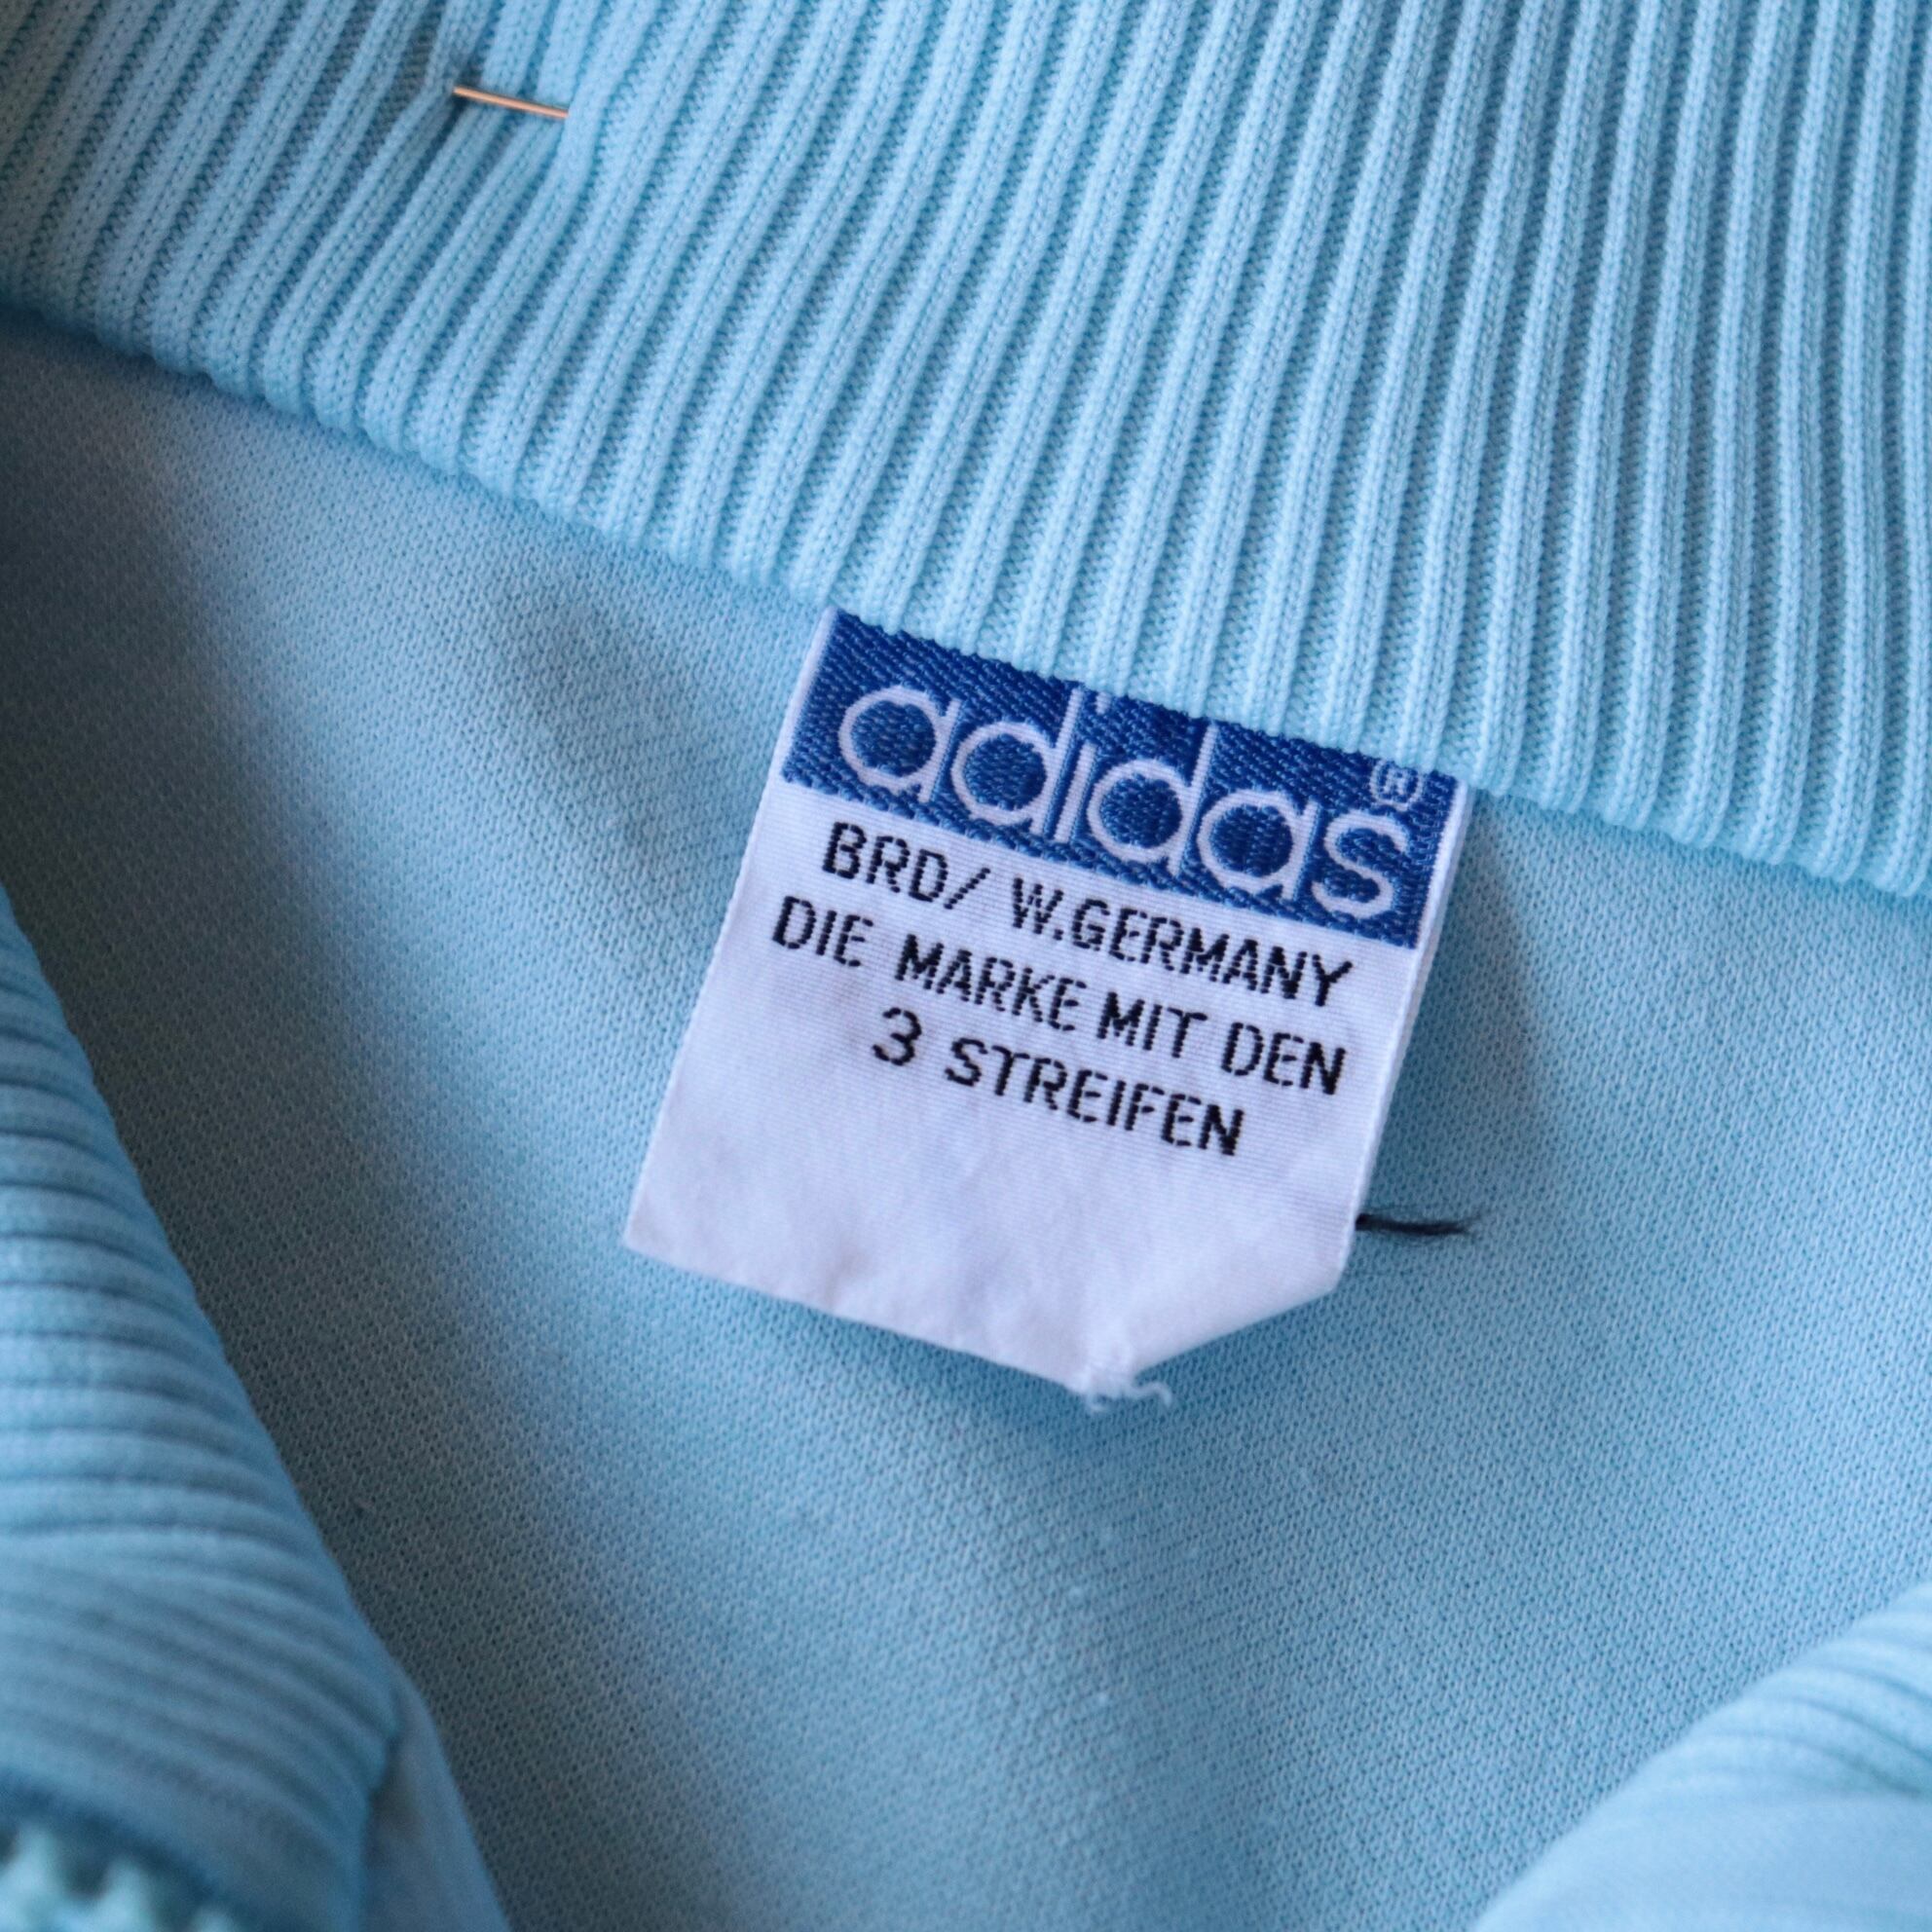 adidas®
BRD/ W.GERMANY
DIE MARKE MIT DEN
3 STREIFEN